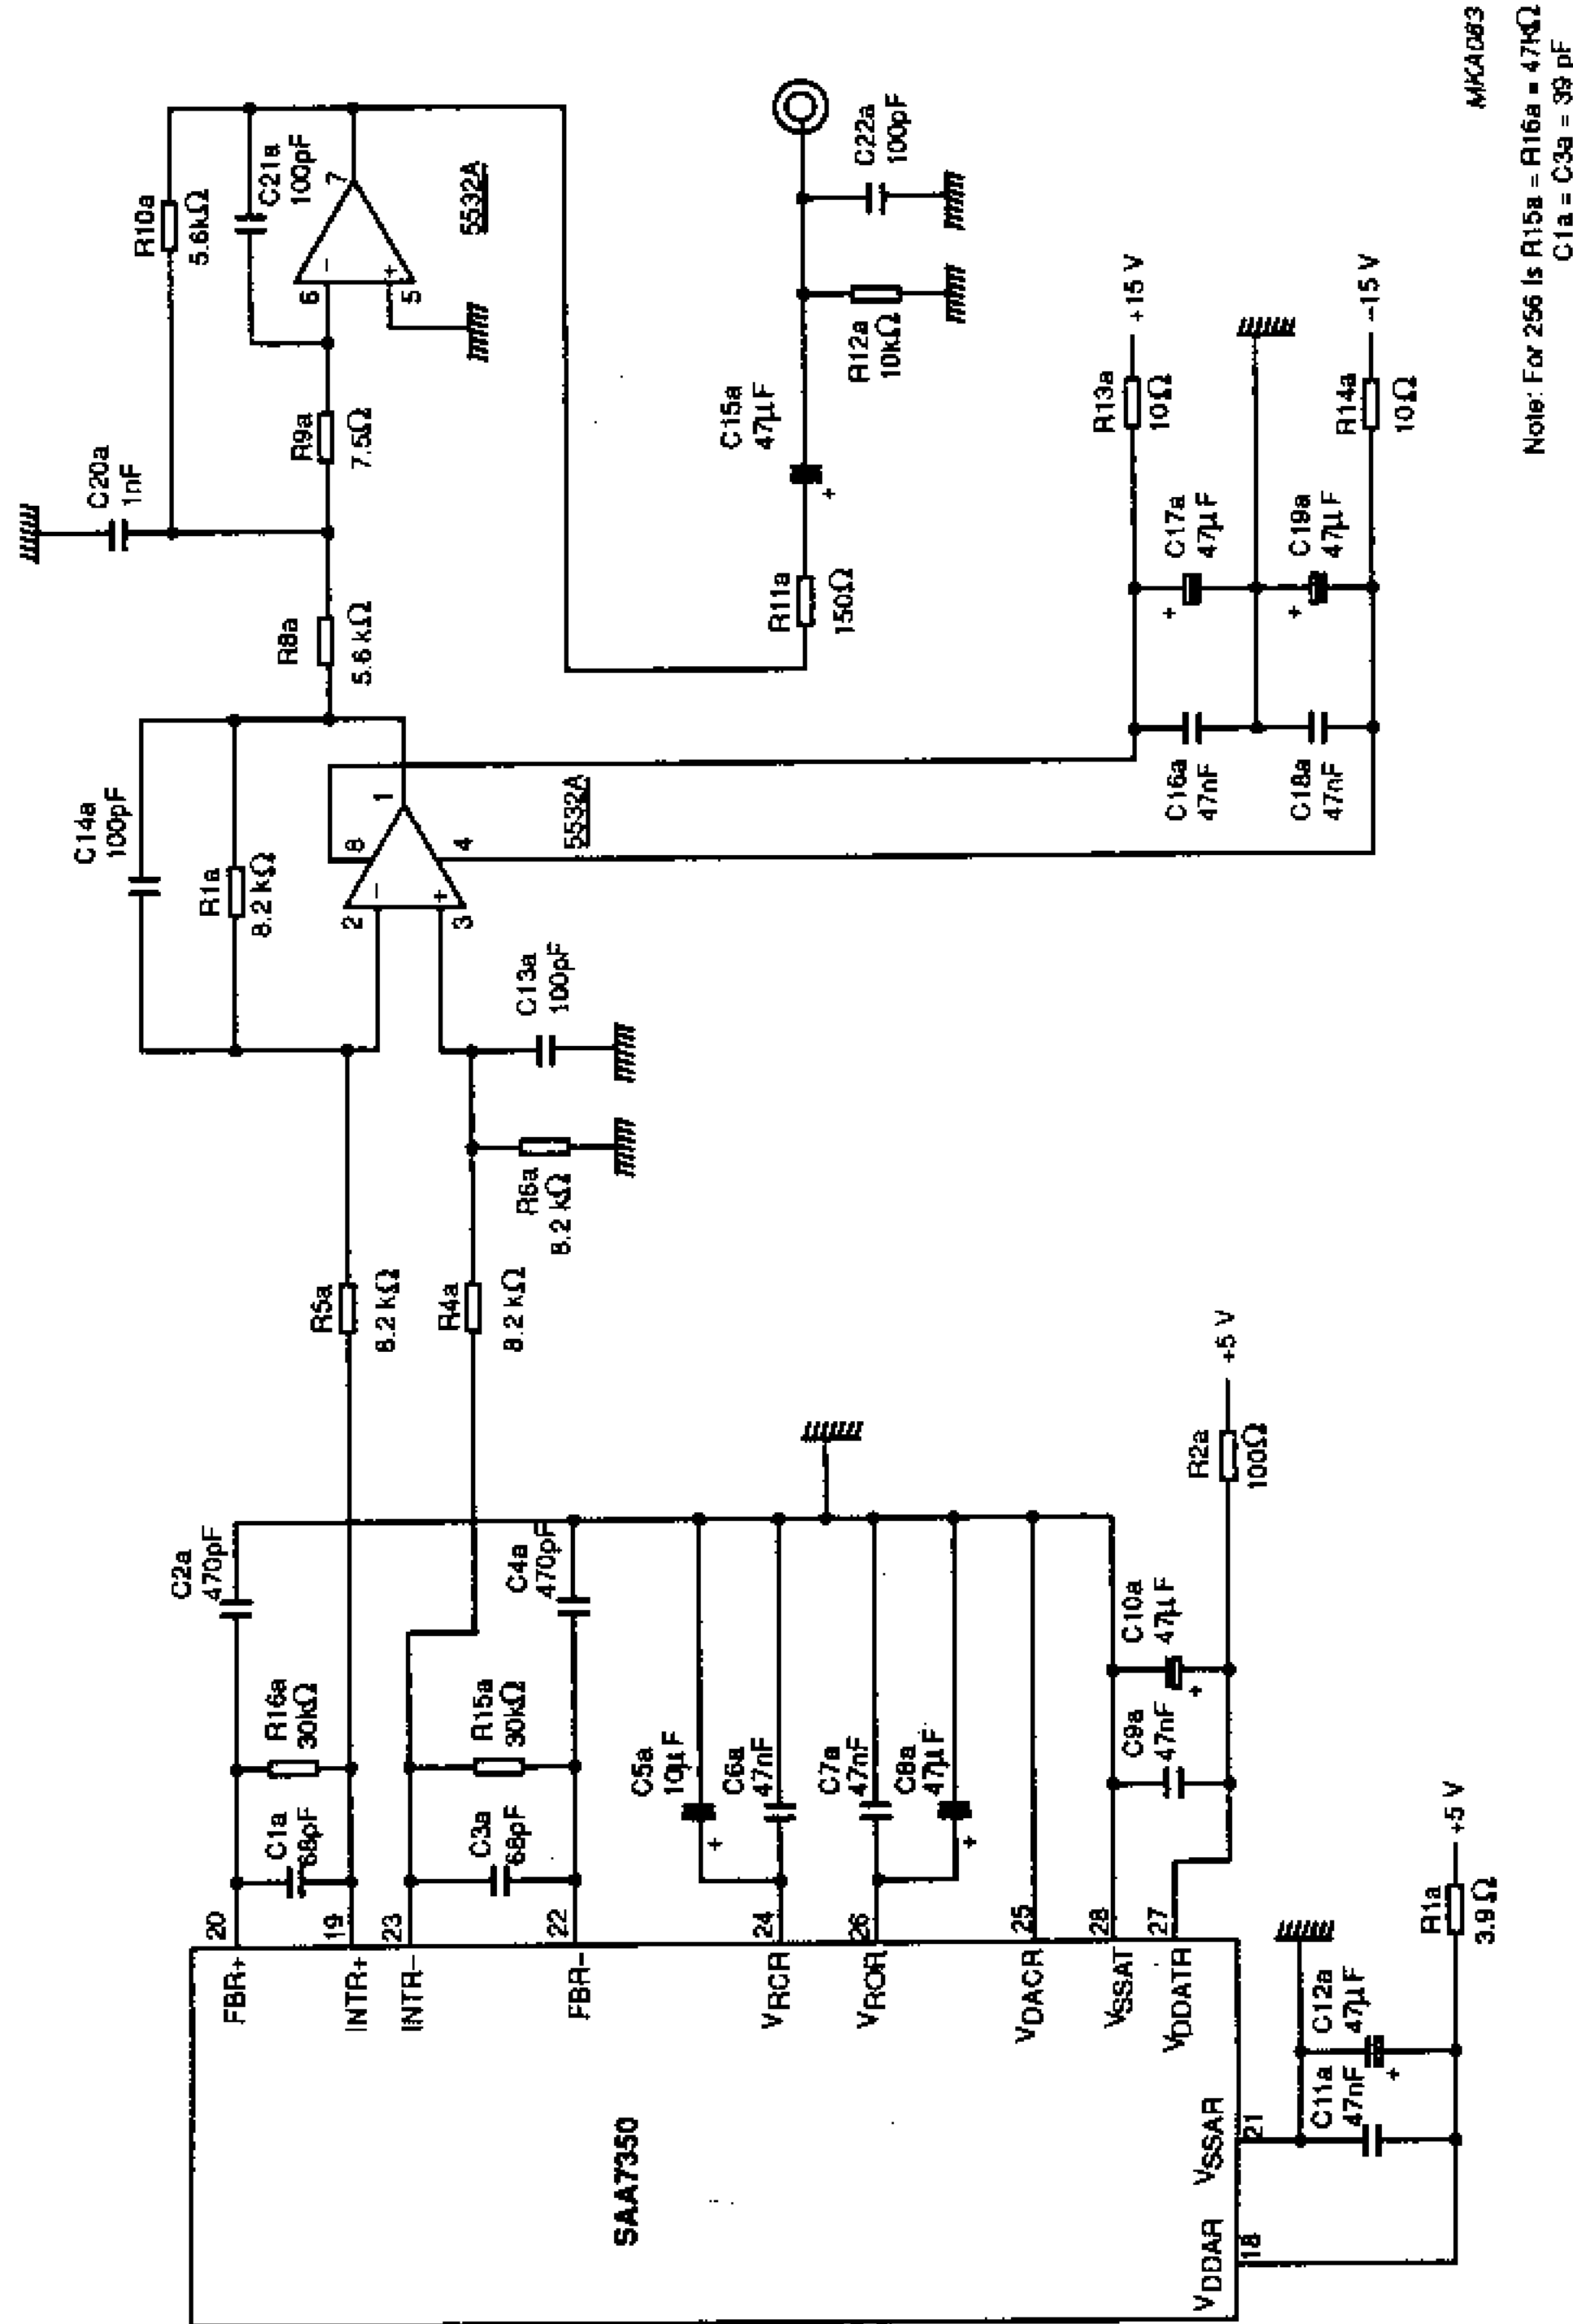 C20a
1nF
R10a
5.6kΩ
C21a
100pF
R8a
5.6 kΩ
R9a
7.5Ω
6
5
7
5532A
C14a
100pF
R1a
8.2 kΩ
2
3
8
1
4
5532A
R11a
150Ω
C15a
47µF
+
R12a
10kΩ
C22a
100pF
C13a
100pF
R6a
8.2 kΩ
R5a
8.2 kΩ
R4a
8.2 kΩ
R13a
10Ω
+15 V
C16a
47nF
C17a
47µF
+
C18a
47nF
C19a
47µF
+
R14a
10Ω
-15 V
C2a
470pF
R16a
30kΩ
C1a
68pF
R15a
30kΩ
C3a
68pF
C4a
470pF
C5a
10µF
+
C6a
47nF
C7a
47nF
C8a
47µF
+
C9a
47nF
C10a
47µF
+
R2a
100Ω
+5 V
20
19
23
22
24
26
25
28
27
FBR+
INTR+
INTR−
FBR−
VRCR
VROR
VDACR
VSSAT
VDDATR
SAA7350
VDDAR
18
VSSAR
21
C11a
47nF
C12a
47µF
+
R1a
3.9 Ω
+5 V
MKA083
Note: For 256 fs R15a = R16a = 47kΩ
C1a = C3a = 39 pF